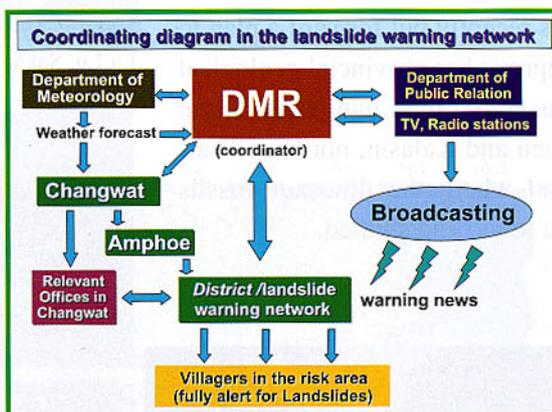 Coordinating diagram in the landslide warning network
Department of
Meteorology
DMR
(coordinator)
Department of
Public Relation
TV, Radio stations
Weather forecast
Changwat
Amphoe
Broadcasting
Relevant
Offices in
Changwat
District /landslide
warning network
warning news
Villagers in the risk area
(fully alert for Landslides)